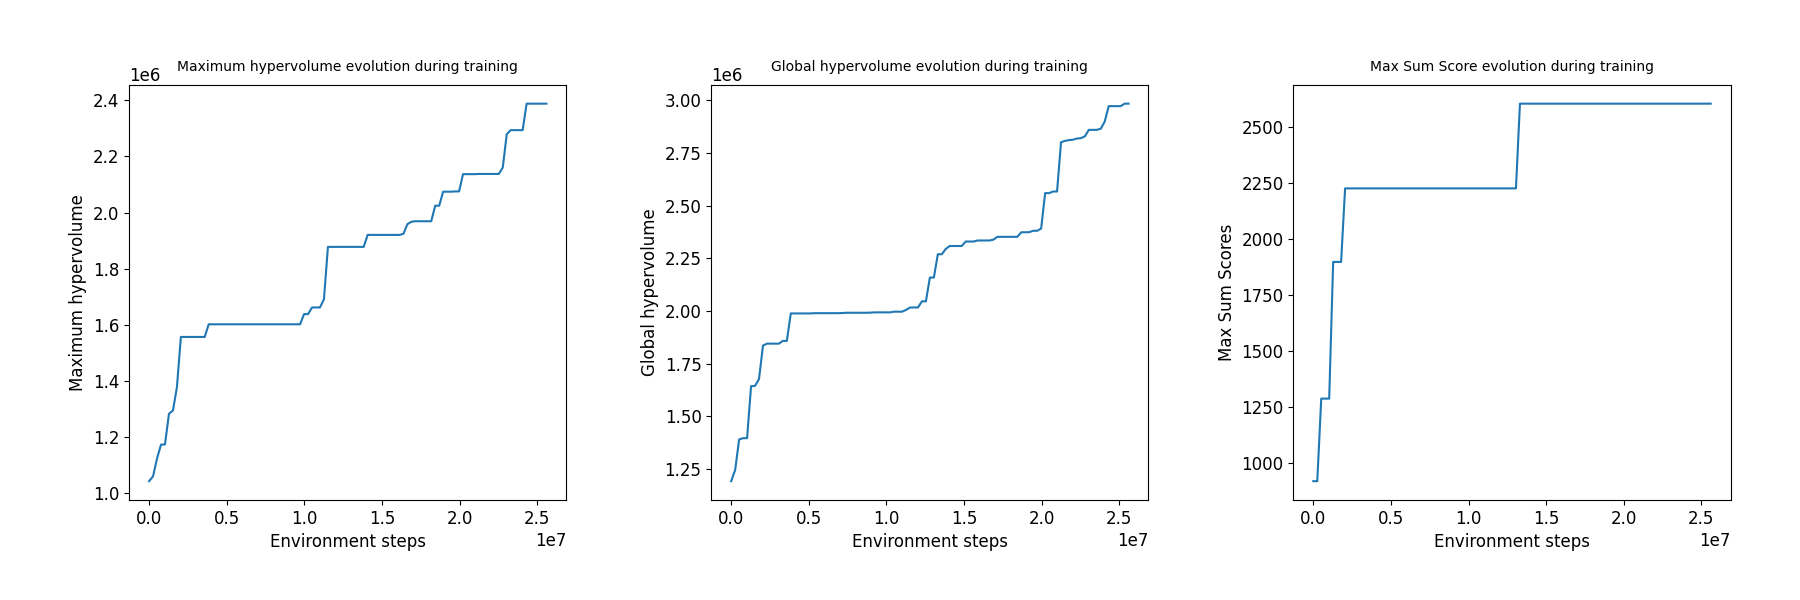 Maximum hypervolume evolution during training
1e6
2.4
2.2
2.0
1.8
1.6
1.4
1.2
1.0
Maximum hypervolume
0.0 0.5 1.0 1.5 2.0 2.5
Environment steps
1e7
Global hypervolume evolution during training
1e6
3.00
2.75
2.50
2.25
2.00
1.75
1.50
1.25
Global hypervolume
0.0 0.5 1.0 1.5 2.0 2.5
Environment steps
1e7
Max Sum Score evolution during training
2500
2250
2000
1750
1500
1250
1000
Max Sum Scores
0.0 0.5 1.0 1.5 2.0 2.5
Environment steps
1e7